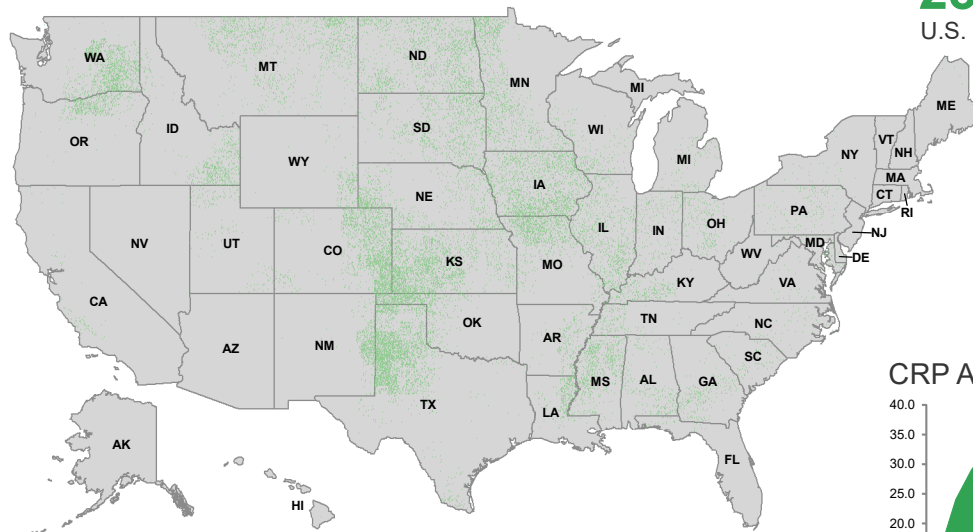 U.S.
WA
MT
ND
MN
MI
ME
OR
ID
SD
WI
VT
NH
NY
WY
MI
MA
IA
CT
RI
NE
PA
NV
UT
CO
IL
IN
OH
NJ
MD
KS
MO
WV
DE
CA
KY
VA
AZ
NM
OK
AR
TN
NC
MS
AL
GA
SC
TX
LA
CRP A
40.0
35.0
AK
FL
30.0
HI
25.0
20.0